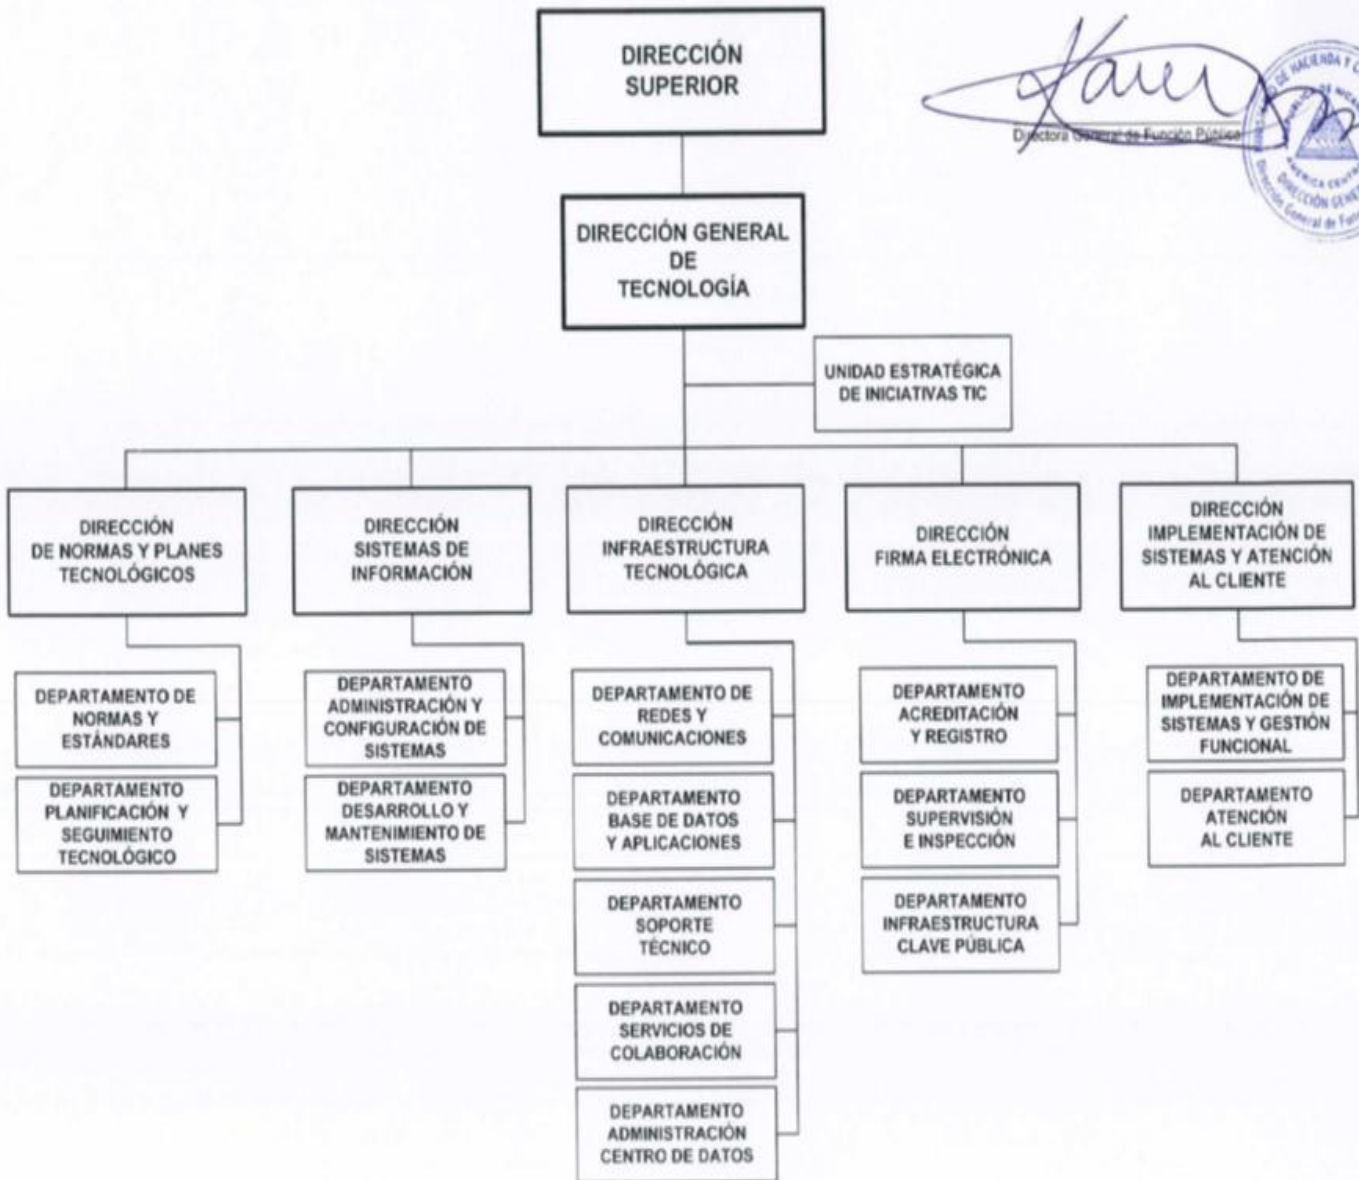 DIRECCIÓN
SUPERIOR
Directora General de Función Pública
DIRECCIÓN GENERAL
DE
TECNOLOGÍA
UNIDAD ESTRATÉGICA
DE INICIATIVAS TIC
DIRECCIÓN
DE NORMAS Y PLANES
TECNOLÓGICOS
DIRECCIÓN
SISTEMAS DE
INFORMACIÓN
DIRECCIÓN
INFRAESTRUCTURA
TECNOLÓGICA
DIRECCIÓN
FIRMA ELECTRÓNICA
DIRECCIÓN
IMPLEMENTACIÓN DE
SISTEMAS Y ATENCIÓN
AL CLIENTE
DEPARTAMENTO DE
NORMAS Y
ESTÁNDARES
DEPARTAMENTO
PLANIFICACIÓN Y
SEGUIMIENTO
TECNOLÓGICO
DEPARTAMENTO
ADMINISTRACIÓN Y
CONFIGURACIÓN DE
SISTEMAS
DEPARTAMENTO
DESARROLLO Y
MANTENIMIENTO DE
SISTEMAS
DEPARTAMENTO DE
REDES Y
COMUNICACIONES
DEPARTAMENTO
BASE DE DATOS
Y APLICACIONES
DEPARTAMENTO
SOPORTE
TÉCNICO
DEPARTAMENTO
SERVICIOS DE
COLABORACIÓN
DEPARTAMENTO
ADMINISTRACIÓN
CENTRO DE DATOS
DEPARTAMENTO
ACREDITACIÓN
Y REGISTRO
DEPARTAMENTO
SUPERVISIÓN
E INSPECCIÓN
DEPARTAMENTO
INFRAESTRUCTURA
CLAVE PÚBLICA
DEPARTAMENTO DE
IMPLEMENTACIÓN DE
SISTEMAS Y GESTIÓN
FUNCIONAL
DEPARTAMENTO
ATENCIÓN
AL CLIENTE